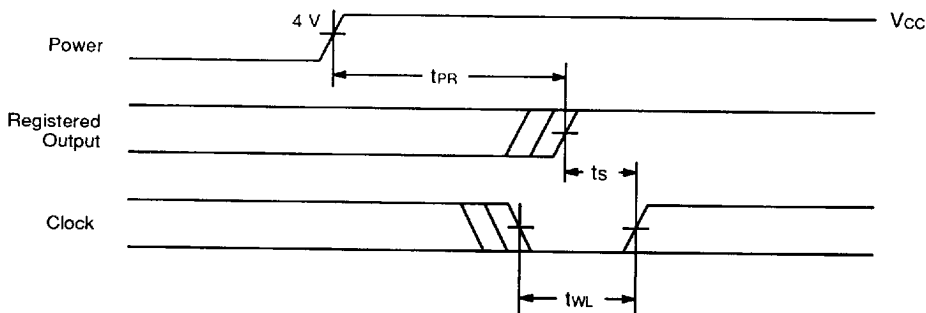 4 V
VCC
Power
tPR
Registered
Output
tS
Clock
tWL